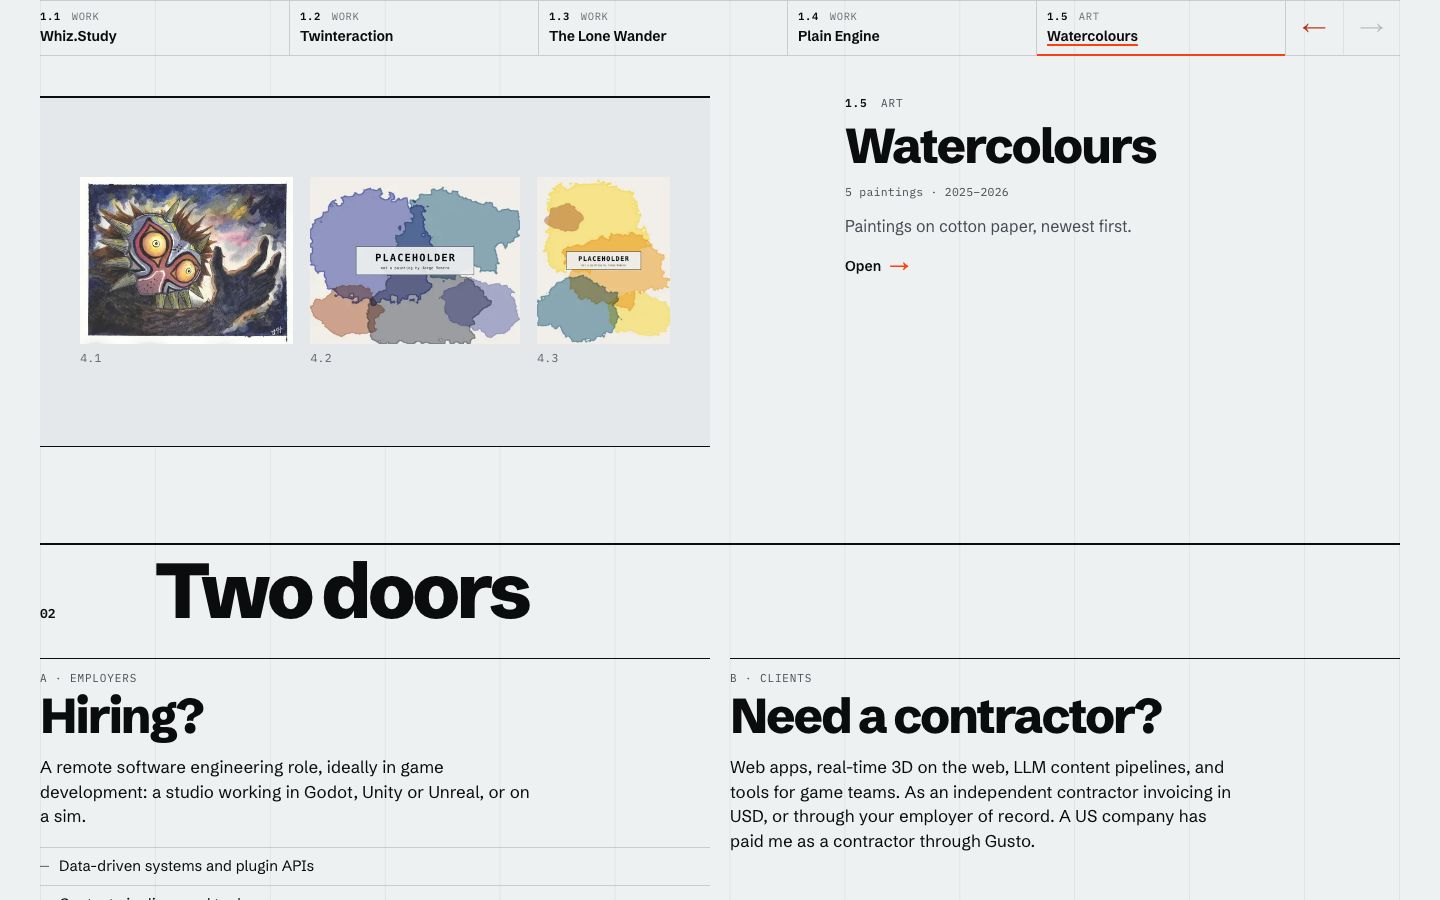 1.1 WORK
Whiz.Study
1.2 WORK
Twinteraction
1.3 WORK
The Lone Wander
1.4 WORK
Plain Engine
1.5 ART
Watercolours
← →
1.5 ART
Watercolours
5 paintings · 2025–2026
Paintings on cotton paper, newest first.
Open →
PLACEHOLDER
PLACEHOLDER
4.1
4.2
4.3
02
Two doors
A · EMPLOYERS
Hiring?
A remote software engineering role, ideally in game
development: a studio working in Godot, Unity or Unreal, or on
a sim.
— Data-driven systems and plugin APIs
B · CLIENTS
Need a contractor?
Web apps, real-time 3D on the web, LLM content pipelines, and
tools for game teams. As an independent contractor invoicing in
USD, or through your employer of record. A US company has
paid me as a contractor through Gusto.